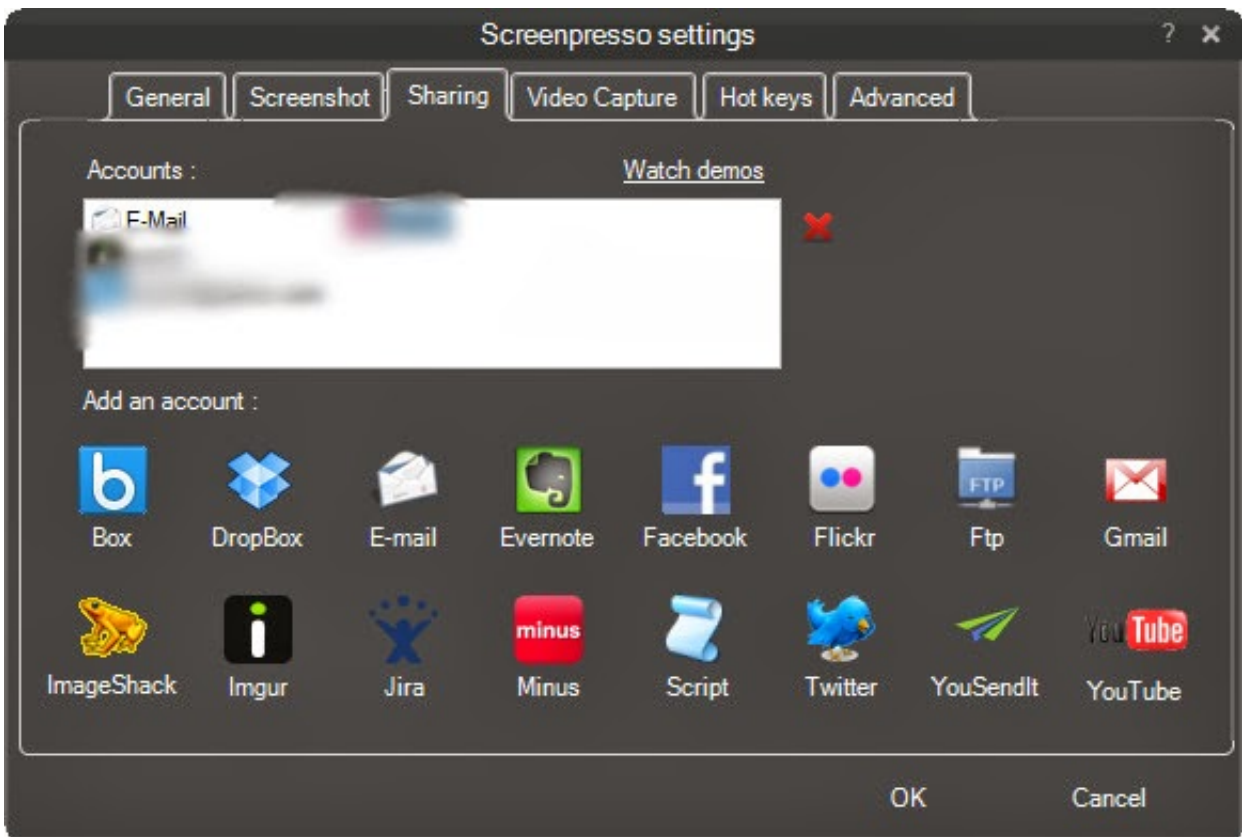 Screenpresso settings ?
General Screenshot Sharing Video Capture Hot keys Advanced
Accounts : Watch demos
E-Mail
Add an account :
FTP
Box DropBox E-mail Evernote Facebook Flickr Ftp Gmail
minus You Tube
ImageShack Imgur Jira Minus Script Twitter YouSendIt YouTube
OK Cancel